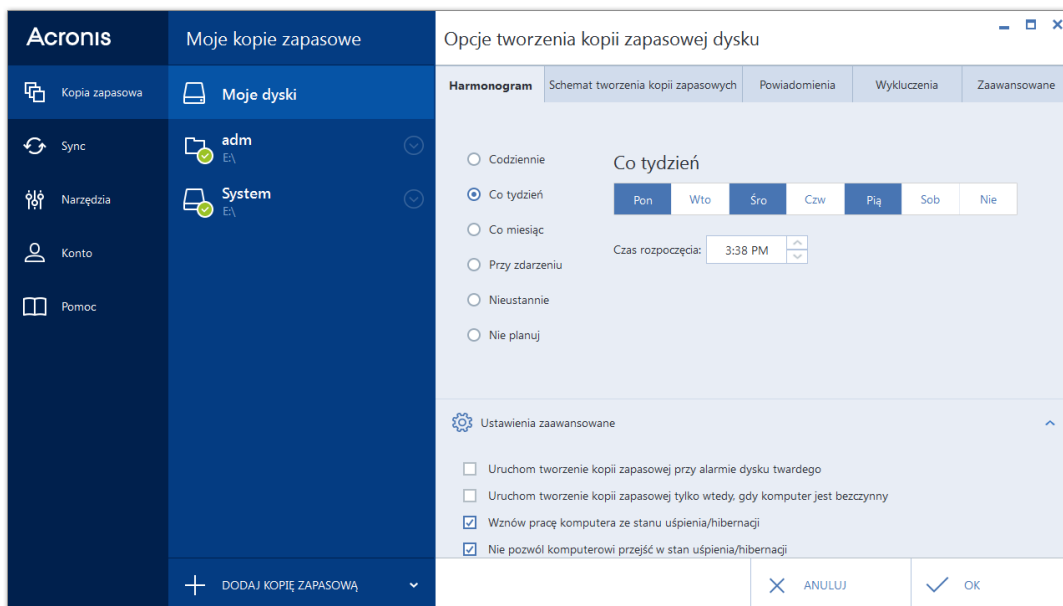 Acronis
Kopia zapasowa
Sync
Narzędzia
Konto
Pomoc
Moje kopie zapasowe
Moje dyski
adm
E:\
System
E:\
DODAJ KOPIĘ ZAPASOWĄ
Opcje tworzenia kopii zapasowej dysku
Harmonogram Schemat tworzenia kopii zapasowych Powiadomienia Wykluczenia Zaawansowane
Codziennie
Co tydzień
Co miesiąc
Przy zdarzeniu
Nieustannie
Nie planuj
Co tydzień
Pon Wto Śro Czw Pią Sob Nie
Czas rozpoczęcia: 3:38 PM
Ustawienia zaawansowane
Uruchom tworzenie kopii zapasowej przy alarmie dysku twardego
Uruchom tworzenie kopii zapasowej tylko wtedy, gdy komputer jest bezczynny
Wznów pracę komputera ze stanu uśpienia/hibernacji
Nie pozwól komputerowi przejść w stan uśpienia/hibernacji
ANULUJ OK